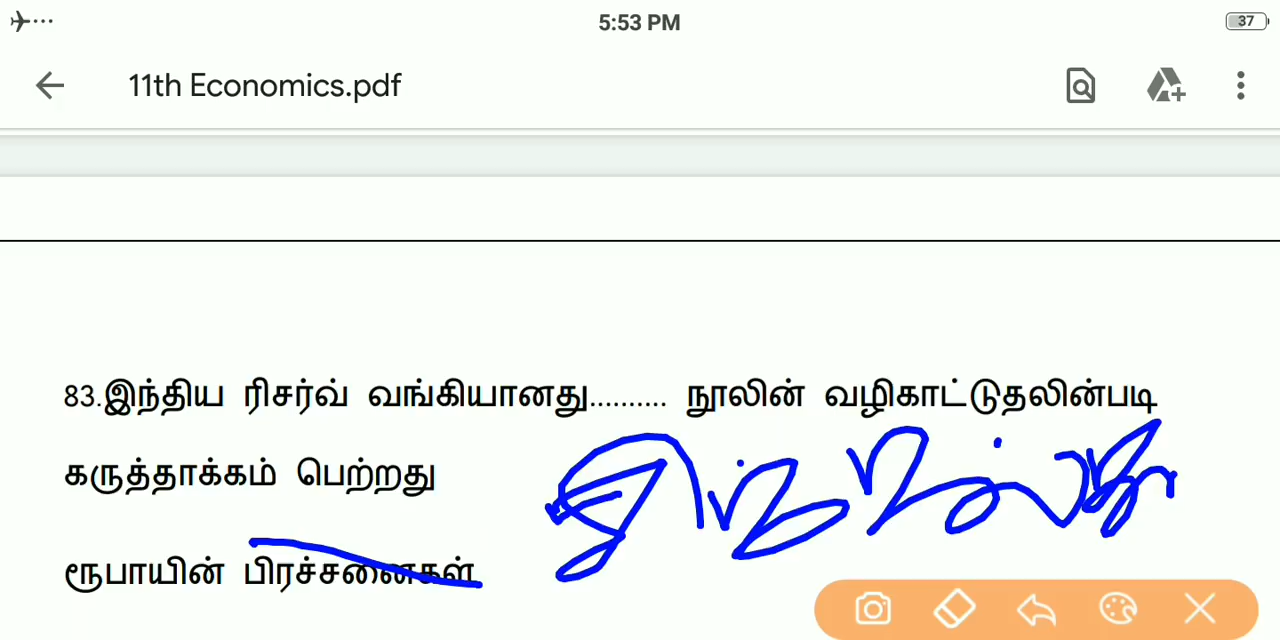 5:53 PM
37
11th Economics.pdf
83.இந்திய ரிசர்வ் வங்கியானது.......... நூலின் வழிகாட்டுதலின்படி
கருத்தாக்கம் பெற்றது
ரூபாயின் பிரச்சனைகள்